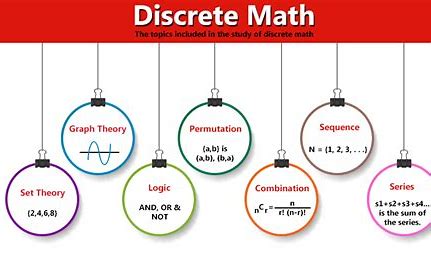 Discrete Math
The topics included in the study of discrete math
Graph Theory
Permutation
{a,b} is
(a,b), (b,a)
Sequence
N = {1, 2, 3, . . .}
Set Theory
{2,4,6,8}
Logic
AND, OR &
NOT
Combination
nCr = n
r! (n-r)!
Series
s1+s2+s3+s4...
is the sum of
the series.